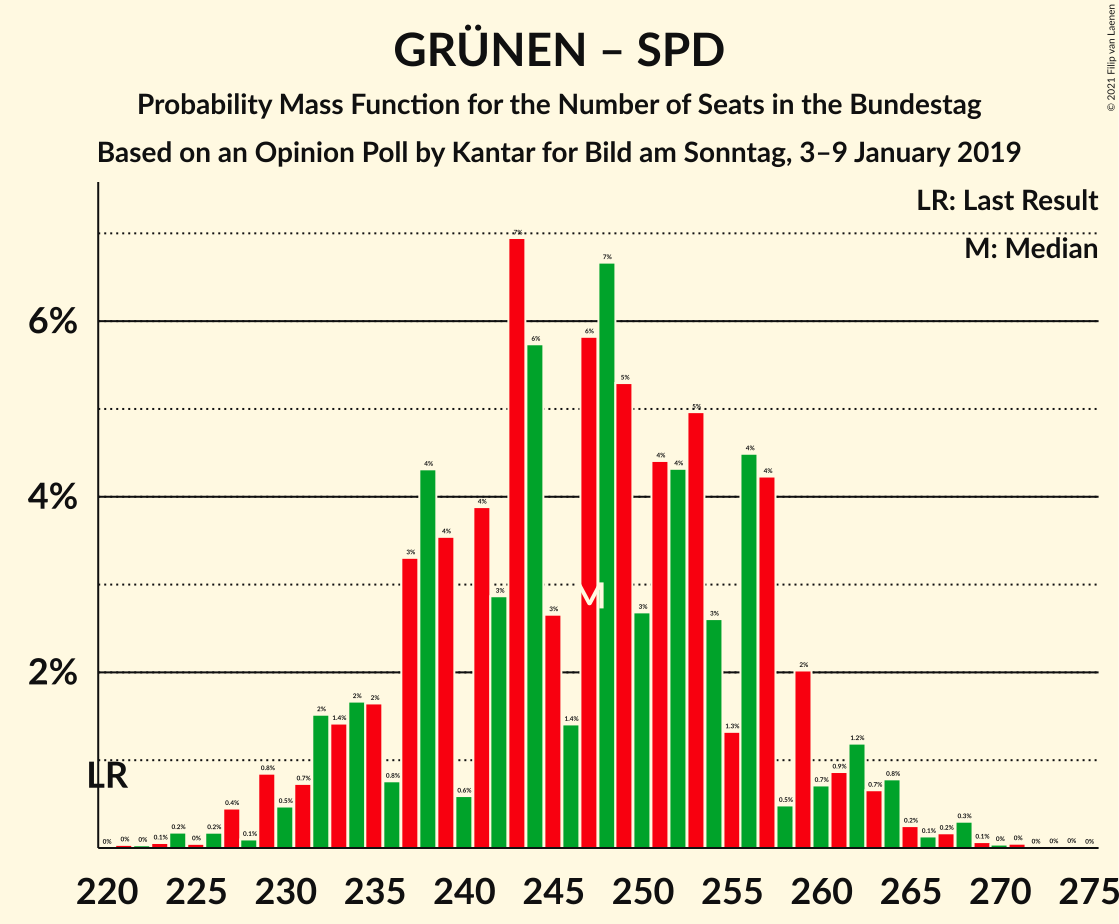 GRÜNEN – SPD
Probability Mass Function for the Number of Seats in the Bundestag
Based on an Opinion Poll by Kantar for Bild am Sonntag, 3–9 January 2019
© 2021 Filip van Laenen
LR: Last Result
M: Median
6%
4%
2%
LR
M
0% 0% 0% 0.1% 0.2% 0% 0.2% 0.4% 0.1% 0.8% 0.5% 0.7% 2% 1.4% 2% 2% 0.8% 3% 4% 4% 0.6% 4% 3% 7% 6% 3% 1.4% 6% 7% 5% 3% 4% 4% 5% 3% 1.3% 4% 4% 0.5% 2% 0.7% 0.9% 1.2% 0.7% 0.8% 0.2% 0.1% 0.2% 0.3% 0.1% 0% 0% 0% 0% 0% 0%
220 225 230 235 240 245 250 255 260 265 270 275